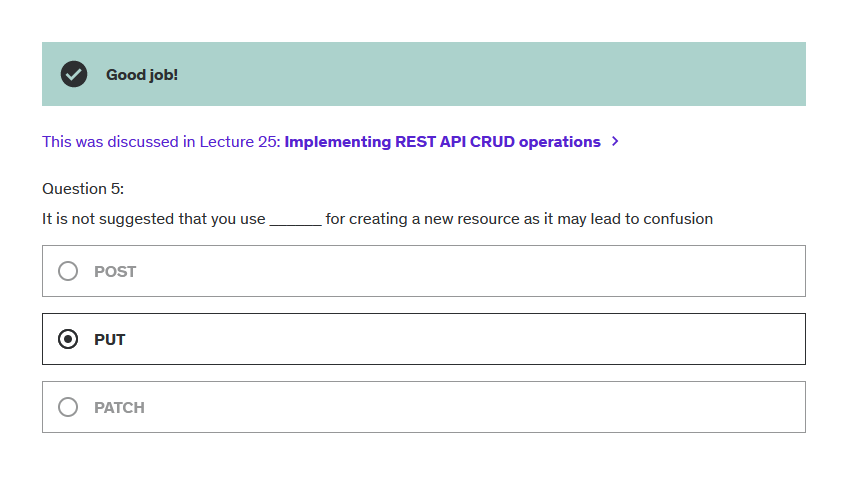 Good job!
This was discussed in Lecture 25: Implementing REST API CRUD operations >
Question 5:
It is not suggested that you use ______ for creating a new resource as it may lead to confusion
POST
PUT
PATCH